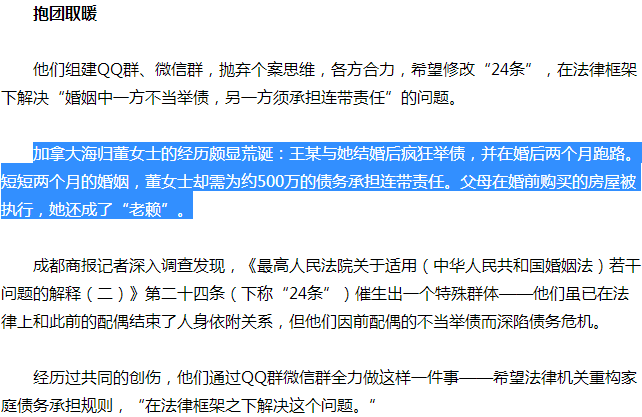 抱团取暖
他们组建QQ群、微信群，抛弃个案思维，各方合力，希望修改“24条”，在法律框架
下解决“婚姻中一方不当举债，另一方须承担连带责任”的问题。
加拿大海归董女士的经历颇显荒诞：王某与她结婚后疯狂举债，并在婚后两个月跑路。
短短两个月的婚姻，董女士却需为约500万的债务承担连带责任。父母在婚前购买的房屋被
执行，她还成了“老赖”。
成都商报记者深入调查发现，《最高人民法院关于适用（中华人民共和国婚姻法）若干
问题的解释（二）》第二十四条（下称“24条”）催生出一个特殊群体——他们虽已在法
律上和此前的配偶结束了人身依附关系，但他们因前配偶的不当举债而深陷债务危机。
经历过共同的创伤，他们通过QQ群微信群全力做这样一件事——希望法律机关重构家
庭债务承担规则，“在法律框架之下解决这个问题。“